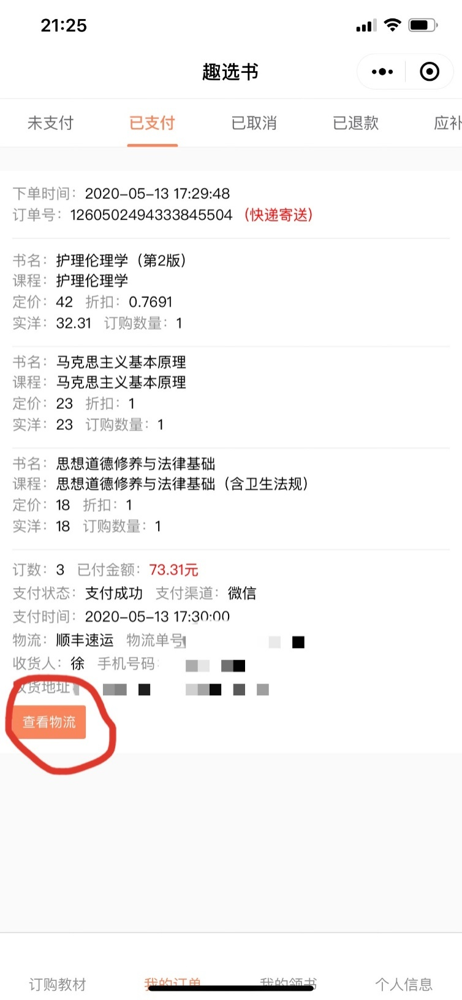 21:25
趣选书
未支付 已支付 已取消 已退款 应补
下单时间：2020-05-13 17:29:48
订单号：1260502494333845504（快递寄送）
书名：护理伦理学（第2版）
课程：护理伦理学
定价：42 折扣：0.7691
实洋：32.31 订购数量：1
书名：马克思主义基本原理
课程：马克思主义基本原理
定价：23 折扣：1
实洋：23 订购数量：1
书名：思想道德修养与法律基础
课程：思想道德修养与法律基础（含卫生法规）
定价：18 折扣：1
实洋：18 订购数量：1
订数：3 已付金额：73.31元
支付状态：支付成功 支付渠道：微信
支付时间：2020-05-13 17:30:00
物流：顺丰速运 物流单号
收货人：徐 手机号码：
收货地址
查看物流
订购教材 我的订单 我的领书 个人信息